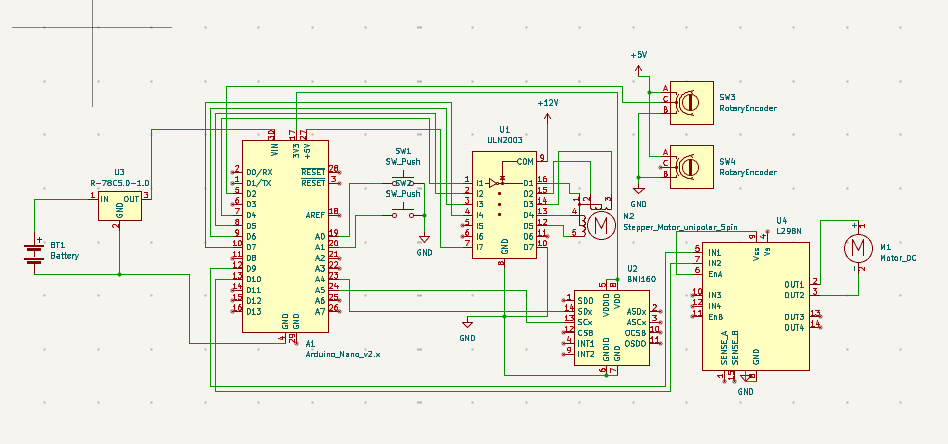 +5V
A
C
B
SW3
RotaryEncoder
A
C
B
SW4
RotaryEncoder
GND
+12V
U1
ULN2003
COM 9
1 I1
2 I2
3 I3
4 I4
5 I5
6 I6
7 I7
O1 16
O2 15
O3 14
O4 13
O5 12
O6 11
O7 10
GND
8
GND
1 2 3
4
5
6
M
N2
Stepper_Motor_unipolar_5pin
SW1
SW_Push
SW2
SW_Push
GND
30 17 27
VIN
3V3
+5V
2 D0/RX
1 D1/TX
5 D2
6 D3
7 D4
8 D5
9 D6
10 D7
11 D8
12 D9
13 D10
14 D11
15 D12
16 D13
RESET 28
RESET 3
AREF 18
A0 19
A1 20
A2 21
A3 22
A4 23
A5 24
A6 25
A7 26
GND
GND
4 29
A1
Arduino_Nano_v2.x
U3
R-78C5.0-1.0
1 IN OUT 3
GND
2
+
BT1
Battery
U2
BNI160
5 8
VDDIO
VDD
1 SDO
14 SDx
13 SCx
12 CSB
4 INT1
9 INT2
ASDx 2
ASCx 3
OCSB 10
OSDO 11
GNDIO
GND
6 7
U4
L298N
9 4
Vss
Vs
5 IN1
7 IN2
6 EnA
10 IN3
12 IN4
11 EnB
OUT1 2
OUT2 3
OUT3 13
OUT4 14
SENSE_A
SENSE_B
GND
1 15 8
GND
+ 1
M
- 2
M1
Motor_DC